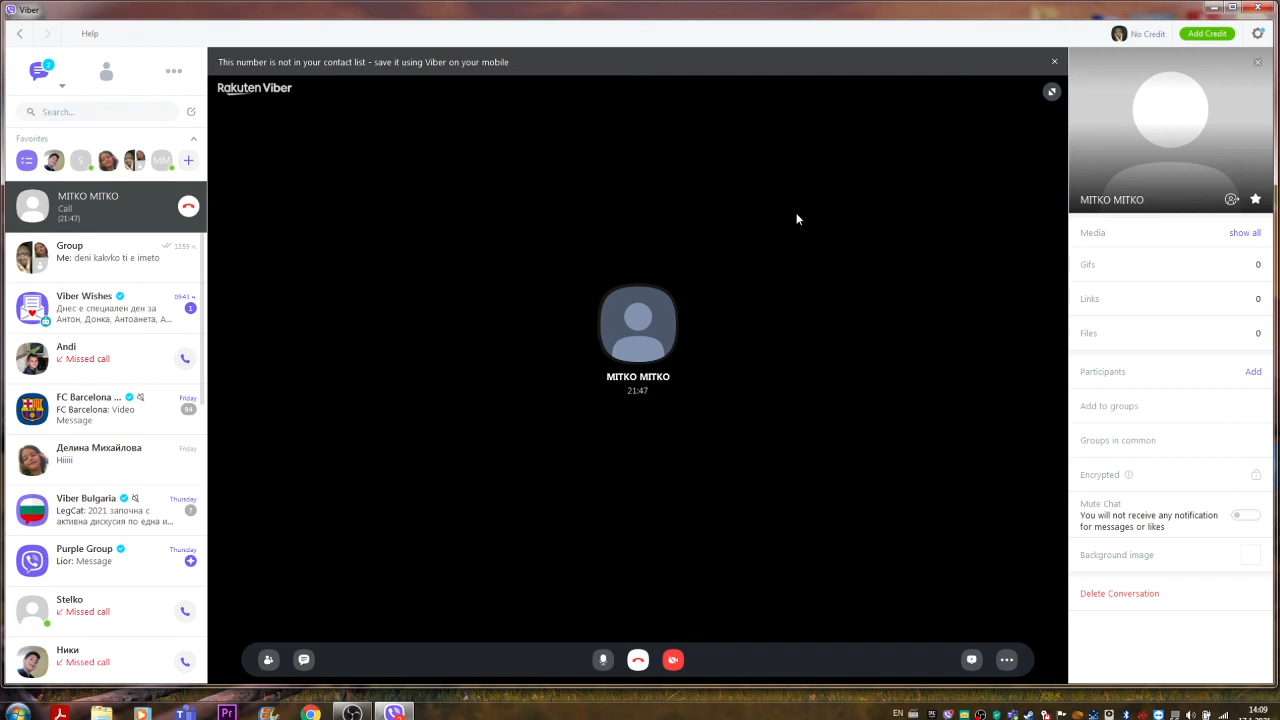 Viber
Help
No Credit
Add Credit
2
Search...
Favorites
S
MM
MITKO MITKO
Call
(21:47)
Group
13:59 ч.
Me: deni kakvko ti e imeto
Viber Wishes
09:43 ч.
Днес е специален ден за
Антон, Донка, Антоанета, А...
1
Andi
Missed call
FC Barcelona ...
Friday
FC Barcelona: Video
Message
94
Делина Михайлова
Friday
Hiiiii
Viber Bulgaria
Thursday
LegCat: 2021 започна с
активна дискусия по една и...
7
Purple Group
Thursday
Lior: Message
Stelko
Missed call
Ники
Missed call
This number is not in your contact list - save it using Viber on your mobile
Rakuten Viber
MITKO MITKO
21:47
MITKO MITKO
Media
show all
Gifs
0
Links
0
Files
0
Participants
Add
Add to groups
Groups in common
Encrypted
Mute Chat
You will not receive any notification
for messages or likes
Background image
Delete Conversation
Pr
EN
14:09